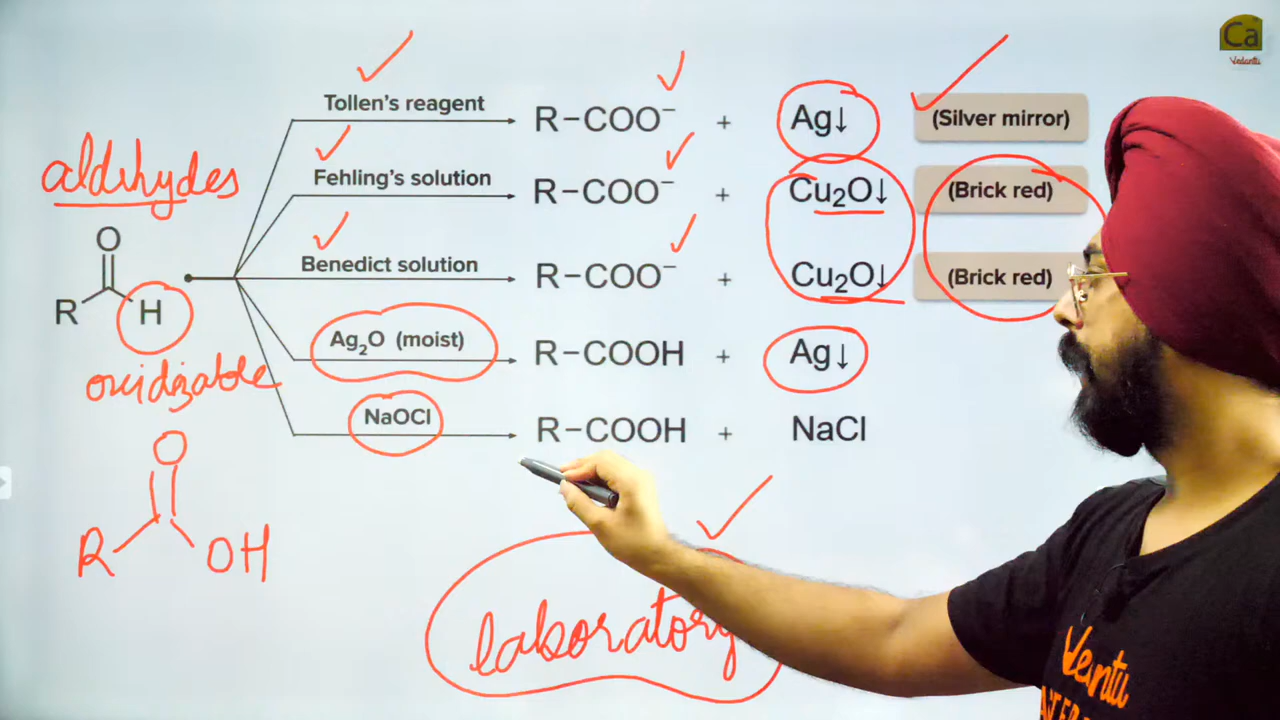 Ca
Vedantu
Tollen's reagent
R–COO⁻ + Ag↓ (Silver mirror)
aldehydes
Fehling's solution
R–COO⁻ + Cu₂O↓ (Brick red)
O
R H
Benedict solution
R–COO⁻ + Cu₂O↓ (Brick red)
Ag₂O (moist)
R–COOH + Ag↓
oxidizable
NaOCl
R–COOH + NaCl
O
R OH
laboratory
Vedantu